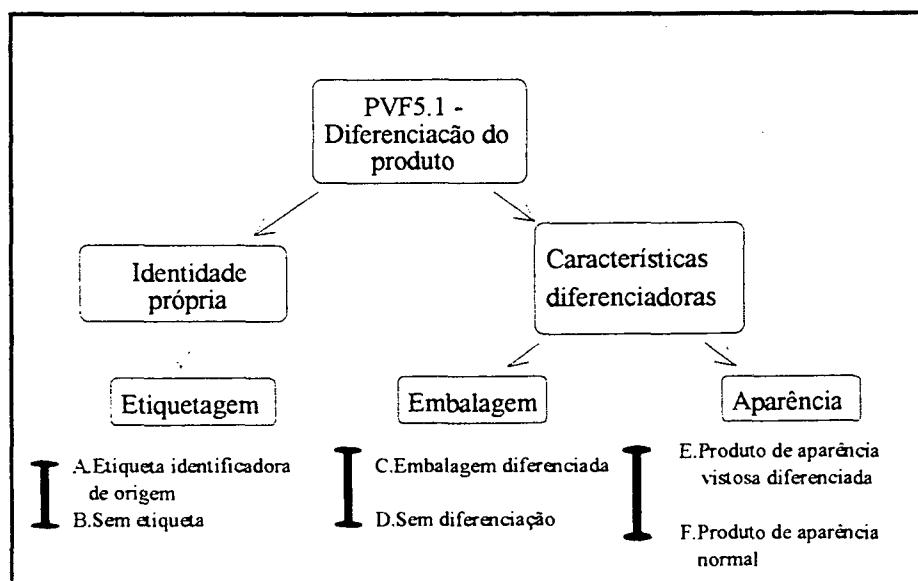 PVF5.1 -
Diferenciacão do
produto
Identidade
própria
Características
diferenciadoras
Etiquetagem
Embalagem
Aparência
A.Etiqueta identificadora
de origem
B.Sem etiqueta
C.Embalagem diferenciada
D.Sem diferenciação
E.Produto de aparência
vistosa diferenciada
F.Produto de aparência
normal